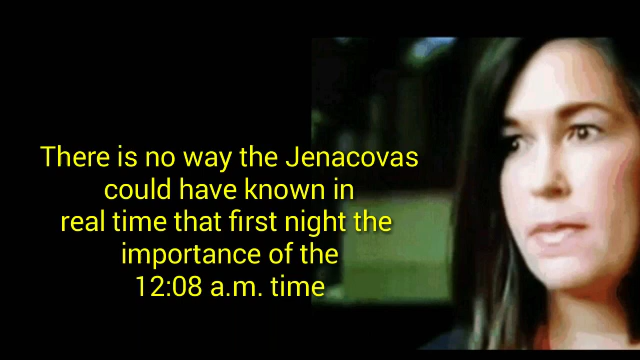 There is no way the Jenacovas
could have known in
real time that first night the
importance of the
12:08 a.m. time